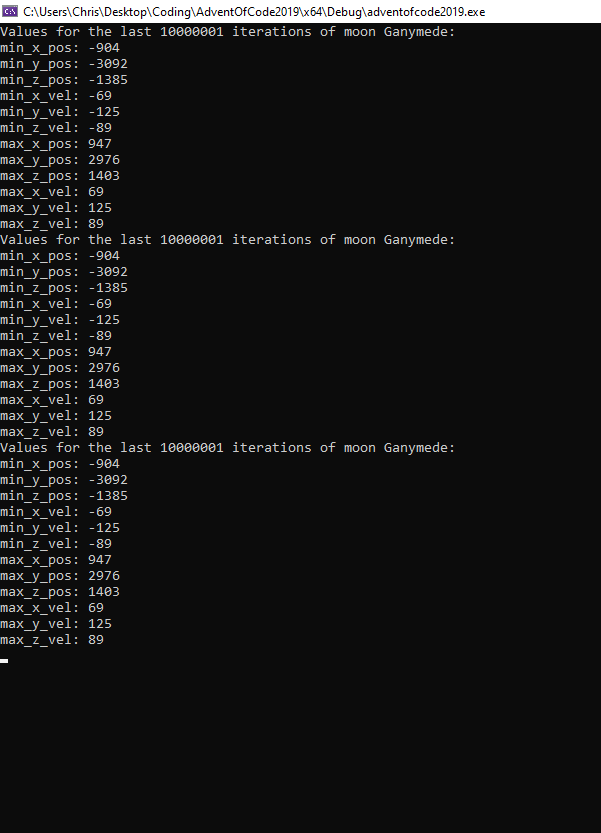 C:\Users\Chris\Desktop\Coding\AdventOfCode2019\x64\Debug\adventofcode2019.exe
Values for the last 10000001 iterations of moon Ganymede:
min_x_pos: -904
min_y_pos: -3092
min_z_pos: -1385
min_x_vel: -69
min_y_vel: -125
min_z_vel: -89
max_x_pos: 947
max_y_pos: 2976
max_z_pos: 1403
max_x_vel: 69
max_y_vel: 125
max_z_vel: 89
Values for the last 10000001 iterations of moon Ganymede:
min_x_pos: -904
min_y_pos: -3092
min_z_pos: -1385
min_x_vel: -69
min_y_vel: -125
min_z_vel: -89
max_x_pos: 947
max_y_pos: 2976
max_z_pos: 1403
max_x_vel: 69
max_y_vel: 125
max_z_vel: 89
Values for the last 10000001 iterations of moon Ganymede:
min_x_pos: -904
min_y_pos: -3092
min_z_pos: -1385
min_x_vel: -69
min_y_vel: -125
min_z_vel: -89
max_x_pos: 947
max_y_pos: 2976
max_z_pos: 1403
max_x_vel: 69
max_y_vel: 125
max_z_vel: 89